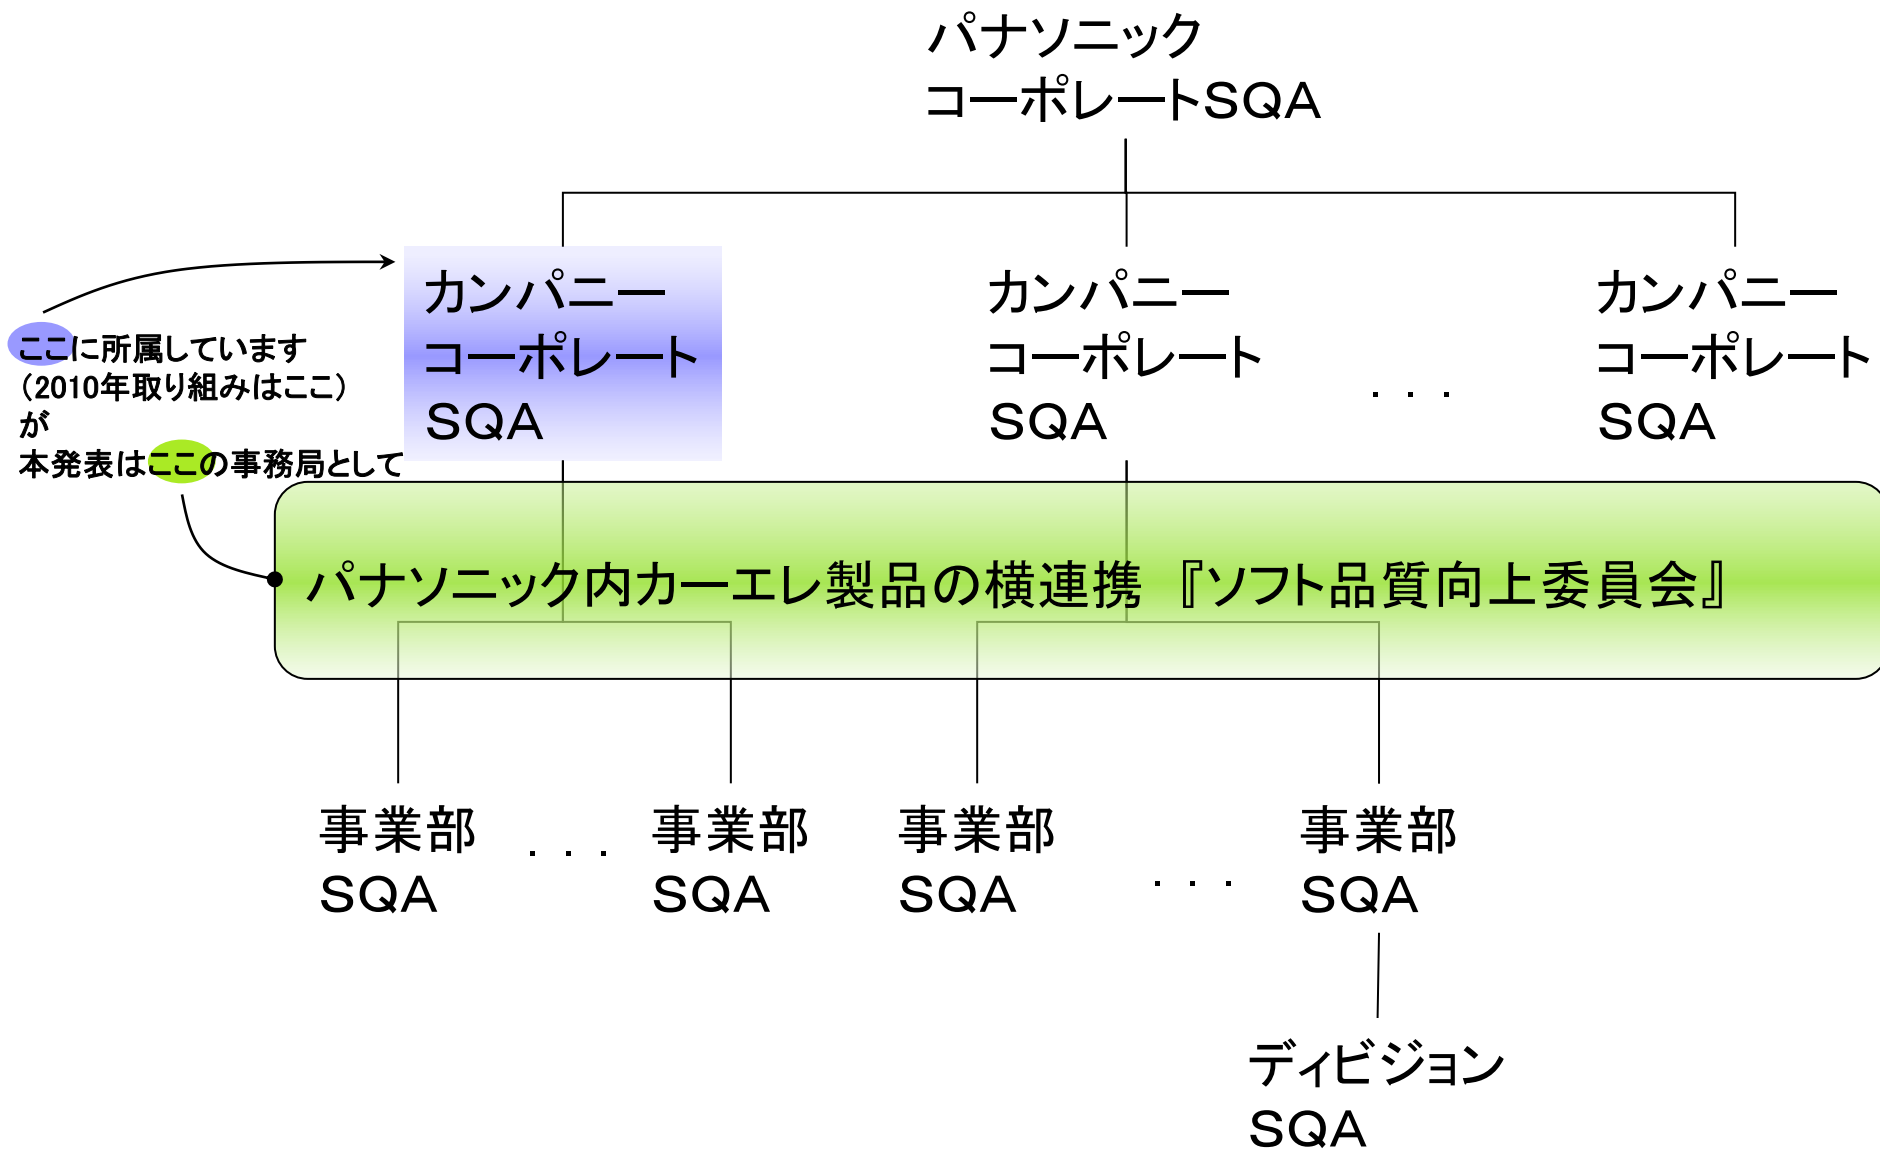 パナソニック
コーポレートSQA
カンパニー
コーポレート
SQA
カンパニー
コーポレート
SQA
・・・
カンパニー
コーポレート
SQA
ここに所属しています
（2010年取り組みはここ）
が
本発表はここの事務局として
パナソニック内カーエレ製品の横連携 『ソフト品質向上委員会』
事業部
SQA
・・・
事業部
SQA
事業部
SQA
・・・
事業部
SQA
ディビジョン
SQA